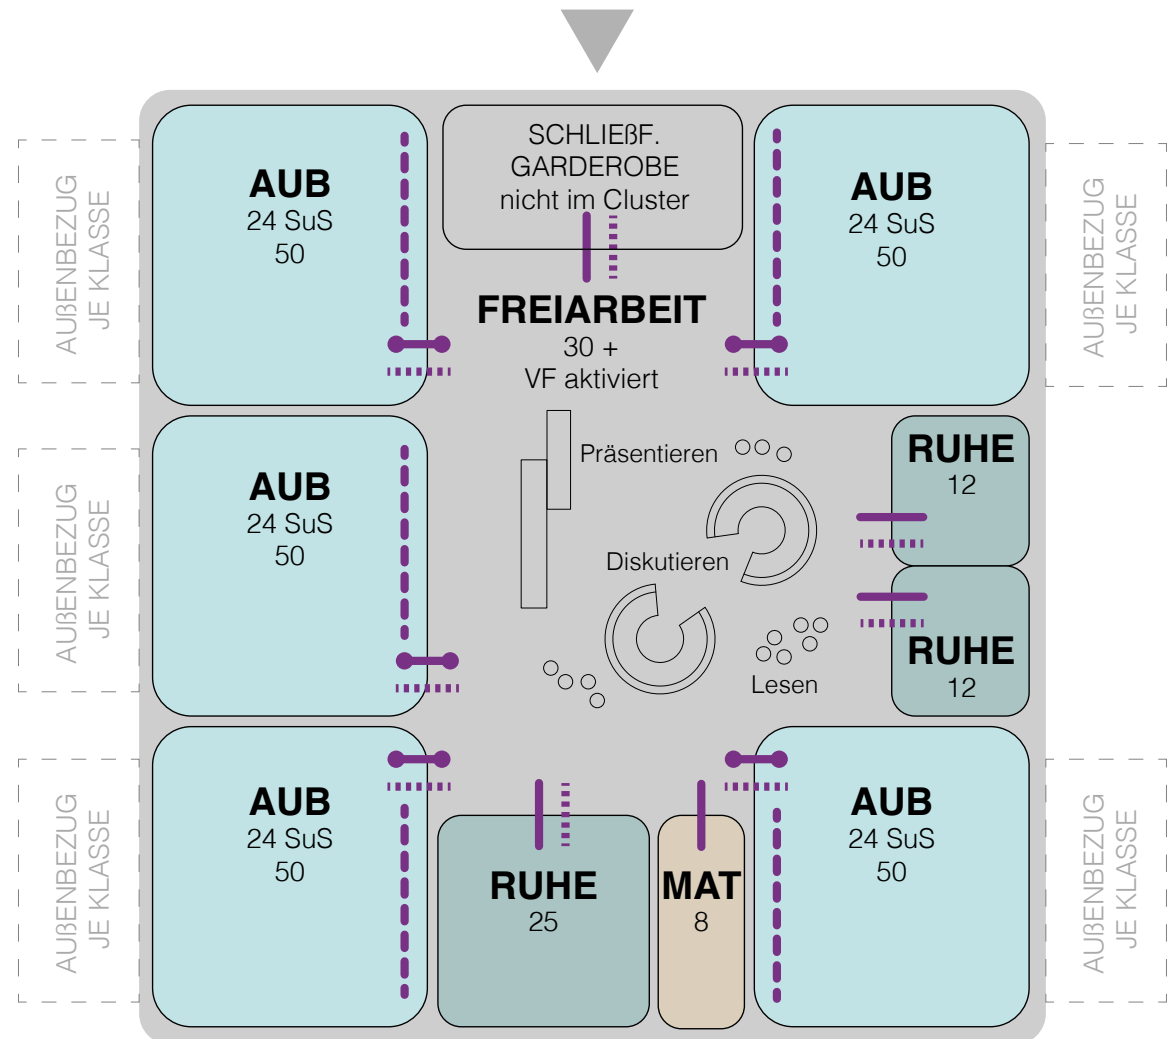 SCHLIEßF.
GARDEROBE
nicht im Cluster
AUB
24 SuS
50
AUB
24 SuS
50
AUßENBEZUG
JE KLASSE
AUßENBEZUG
JE KLASSE
FREIARBEIT
30 +
VF aktiviert
Präsentieren
RUHE
12
AUB
24 SuS
50
AUßENBEZUG
JE KLASSE
Diskutieren
RUHE
12
Lesen
AUB
24 SuS
50
AUßENBEZUG
JE KLASSE
RUHE
25
MAT
8
AUB
24 SuS
50
AUßENBEZUG
JE KLASSE